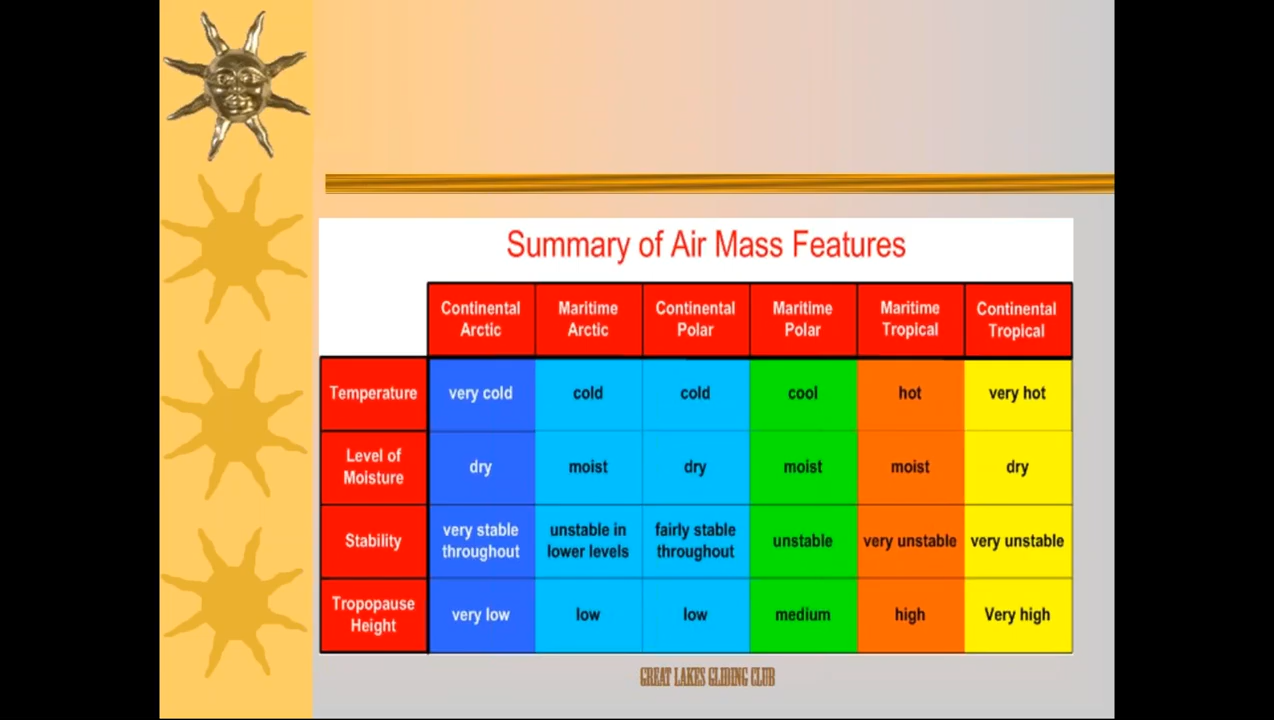 Summary of Air Mass Features
Continental Arctic Maritime Arctic Continental Polar Maritime Polar Maritime Tropical Continental Tropical
Temperature very cold cold cold cool hot very hot
Level of Moisture dry moist dry moist moist dry
Stability very stable throughout unstable in lower levels fairly stable throughout unstable very unstable very unstable
Tropopause Height very low low low medium high Very high
GREAT LAKES GLIDING CLUB